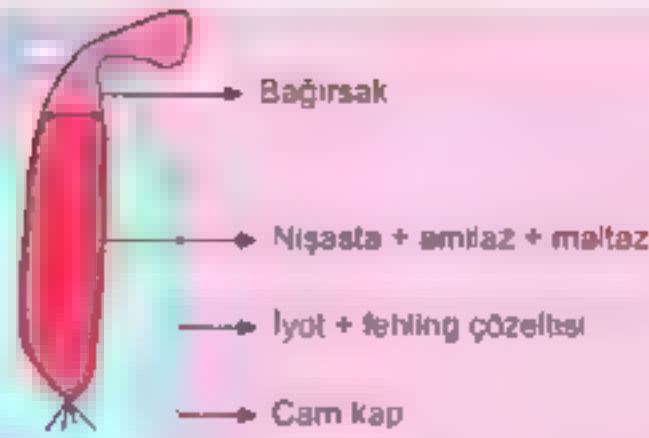 Bağırsak
Nişasta + amilaz + maltaz
İyot + fehling çözeltisi
Cam kap